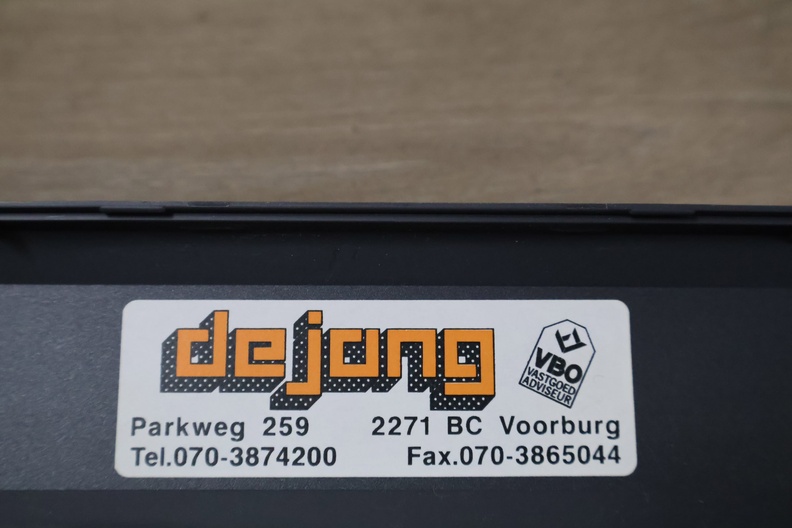 dejong
VBO
VASTGOED
ADVISEUR
Parkweg 259 2271 BC Voorburg
Tel.070-3874200 Fax.070-3865044